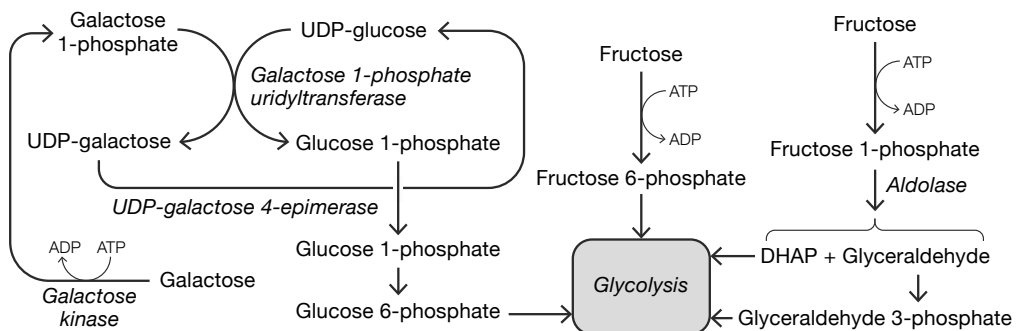 Galactose
1-phosphate
UDP-glucose
Galactose 1-phosphate
uridyltransferase
UDP-galactose
Glucose 1-phosphate
UDP-galactose 4-epimerase
ADP
ATP
Galactose
Galactose
kinase
Glucose 1-phosphate
Glucose 6-phosphate
Fructose
ATP
ADP
Fructose 6-phosphate
Glycolysis
Fructose
ATP
ADP
Fructose 1-phosphate
Aldolase
DHAP + Glyceraldehyde
Glyceraldehyde 3-phosphate